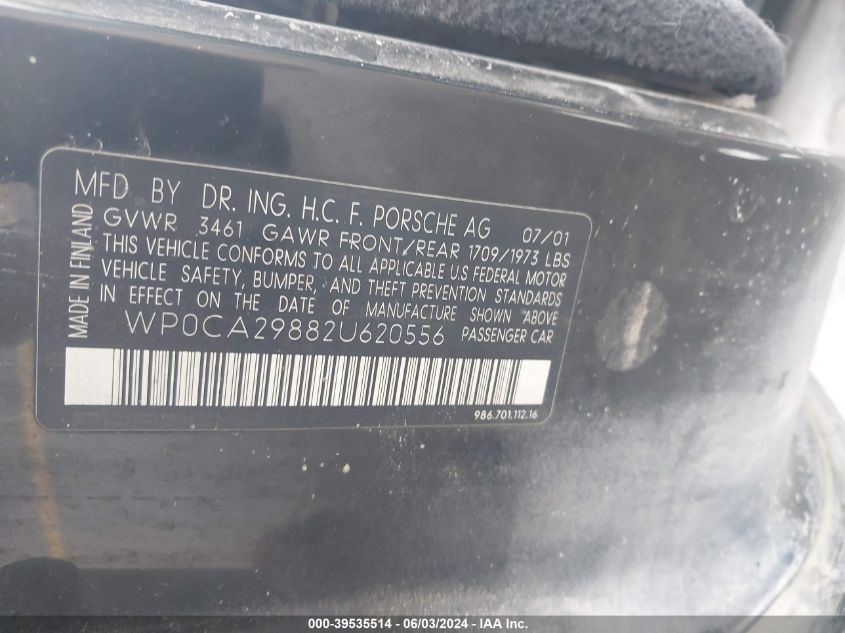 MFD BY DR. ING. H.C. F. PORSCHE AG 07/01
GVWR 3461 GAWR FRONT/REAR 1709/1973 LBS
THIS VEHICLE CONFORMS TO ALL APPLICABLE U.S FEDERAL MOTOR
VEHICLE SAFETY, BUMPER, AND THEFT PREVENTION STANDARDS
IN EFFECT ON THE DATE OF MANUFACTURE SHOWN ABOVE
WP0CA29882U620556 PASSENGER CAR
MADE IN FINLAND
986.701.112.16
000-39535514 - 06/03/2024 - IAA Inc.